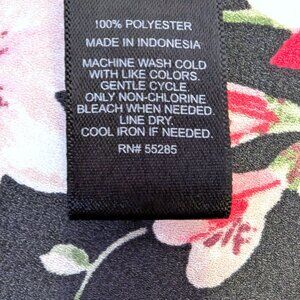 100% POLYESTER
MADE IN INDONESIA
MACHINE WASH COLD
WITH LIKE COLORS.
GENTLE CYCLE
ONLY NON-CHLORINE
BLEACH WHEN NEEDED.
LINE DRY.
COOL IRON IF NEEDED.
RN# 55285